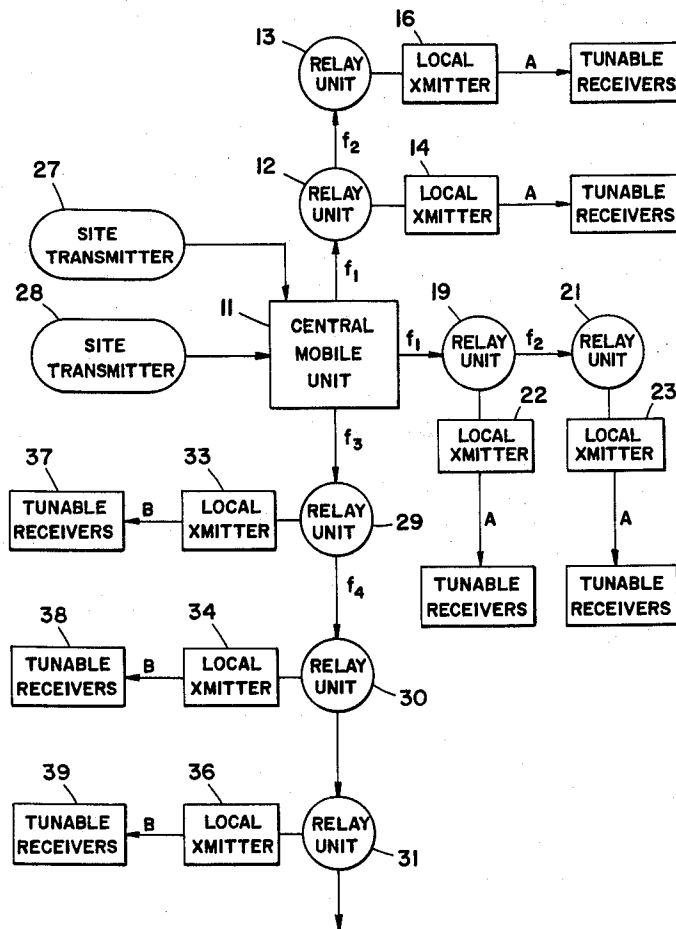 16
13
RELAY
UNIT
LOCAL
XMITTER
A
TUNABLE
RECEIVERS
f2
14
12
RELAY
UNIT
LOCAL
XMITTER
A
TUNABLE
RECEIVERS
27
SITE
TRANSMITTER
f1
28
SITE
TRANSMITTER
11
CENTRAL
MOBILE
UNIT
f1
19
RELAY
UNIT
f2
21
RELAY
UNIT
22
LOCAL
XMITTER
23
LOCAL
XMITTER
A
A
TUNABLE
RECEIVERS
TUNABLE
RECEIVERS
f3
37
TUNABLE
RECEIVERS
B
33
LOCAL
XMITTER
RELAY
UNIT
29
f4
38
TUNABLE
RECEIVERS
B
34
LOCAL
XMITTER
RELAY
UNIT
30
39
TUNABLE
RECEIVERS
B
36
LOCAL
XMITTER
RELAY
UNIT
31